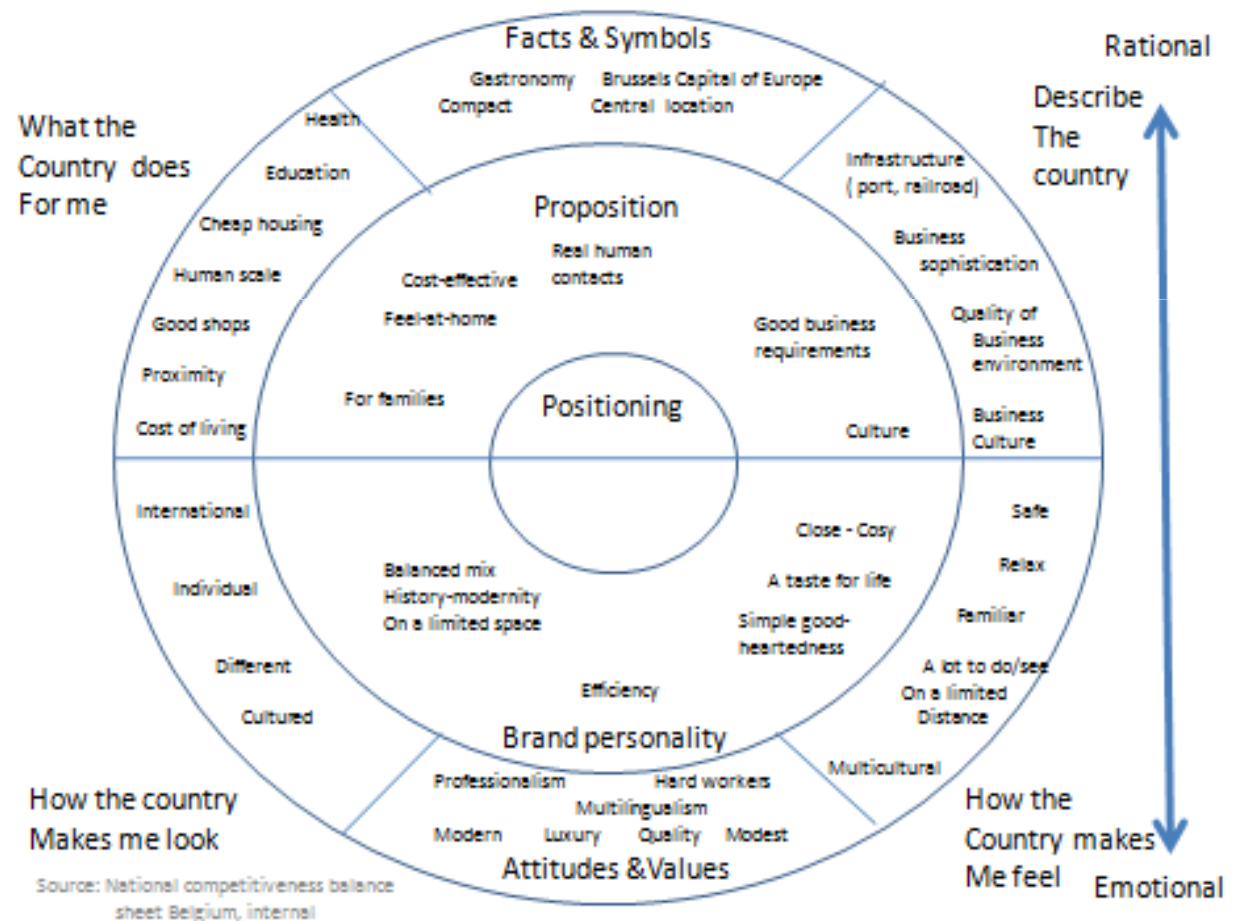 Facts & Symbols
Gastronomy Brussels Capital of Europe
Compact Central location
Rational
Describe
The
country
What the
Country does
For me
Health
Education
Cheap housing
Human scale
Good shops
Proximity
Cost of living
Infrastructure
( port, railroad)
Business
sophistication
Quality of
Business
environment
Business
Culture
Proposition
Real human
contacts
Cost-effective
Feel-at-home
For families
Good business
requirements
Culture
Positioning
International
Individual
Different
Cultured
Balanced mix
History-modernity
On a limited space
Efficiency
Close - Cosy
A taste for life
Simple good-
heartedness
Brand personality
Safe
Relax
Familiar
A lot to do/see
On a limited
Distance
Multicultural
Professionalism Hard workers
Multilingualism
Modern Luxury Quality Modest
Attitudes &Values
How the country
Makes me look
How the
Country makes
Me feel
Emotional
Source: National competitiveness balance
sheet Belgium, internal